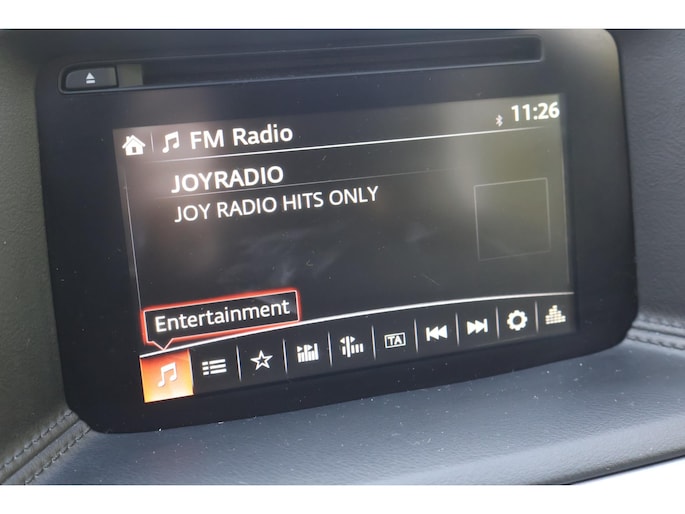 FM Radio
11:26
JOYRADIO
JOY RADIO HITS ONLY
Entertainment
TA